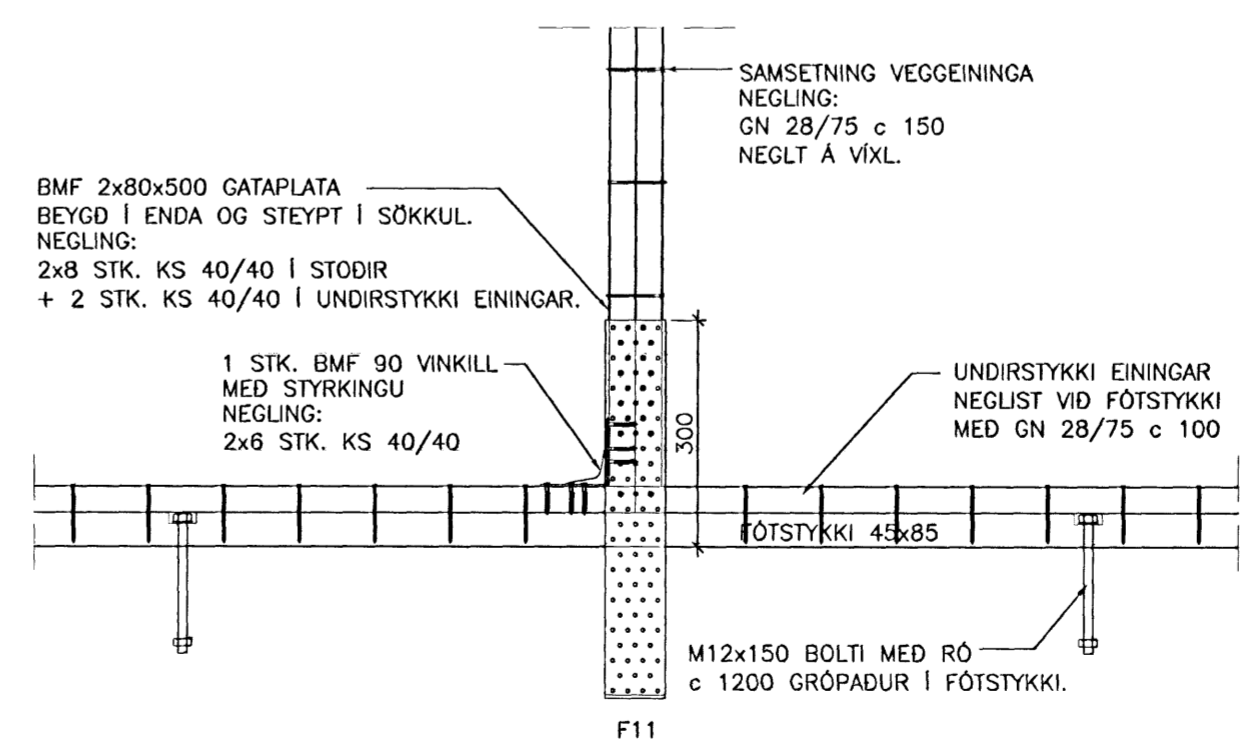 SAMSETNING VEGGEININGA
NEGLING:
GN 28/75 c 150
NEGLT Á VÍXL.
BMF 2x80x500 GATAPLATA
BEYGÐ Í ENDA OG STEYPT Í SÖKKUL.
NEGLING:
2x8 STK. KS 40/40 Í STOÐIR
+ 2 STK. KS 40/40 Í UNDIRSTYKKI EININGAR.
1 STK. BMF 90 VINKILL
MEÐ STYRKINGU
NEGLING:
2x6 STK. KS 40/40
300
UNDIRSTYKKI EININGAR
NEGLIST VIÐ FÓTSTYKKI
MEÐ GN 28/75 c 100
FÓTSTYKKI 45x85
M12x150 BOLTI MEÐ RÓ
c 1200 GRÓPAÐUR Í FÓTSTYKKI.
F11